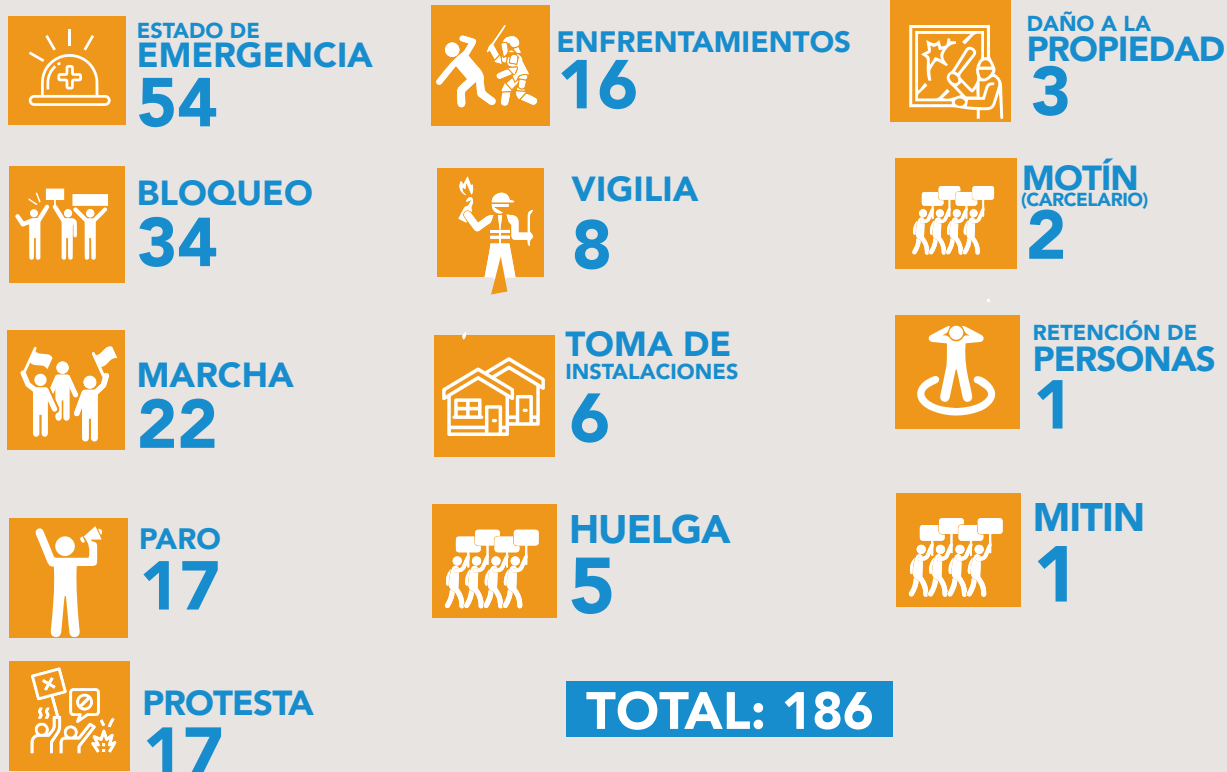 ESTADO DE
EMERGENCIA
54
BLOQUEO
34
MARCHA
22
PARO
17
PROTESTA
17
ENFRENTAMIENTOS
16
VIGILIA
8
TOMA DE
INSTALACIONES
6
HUELGA
5
DAÑO A LA
PROPIEDAD
3
MOTÍN
(CARCELARIO)
2
RETENCIÓN DE
PERSONAS
1
MITIN
1
TOTAL: 186